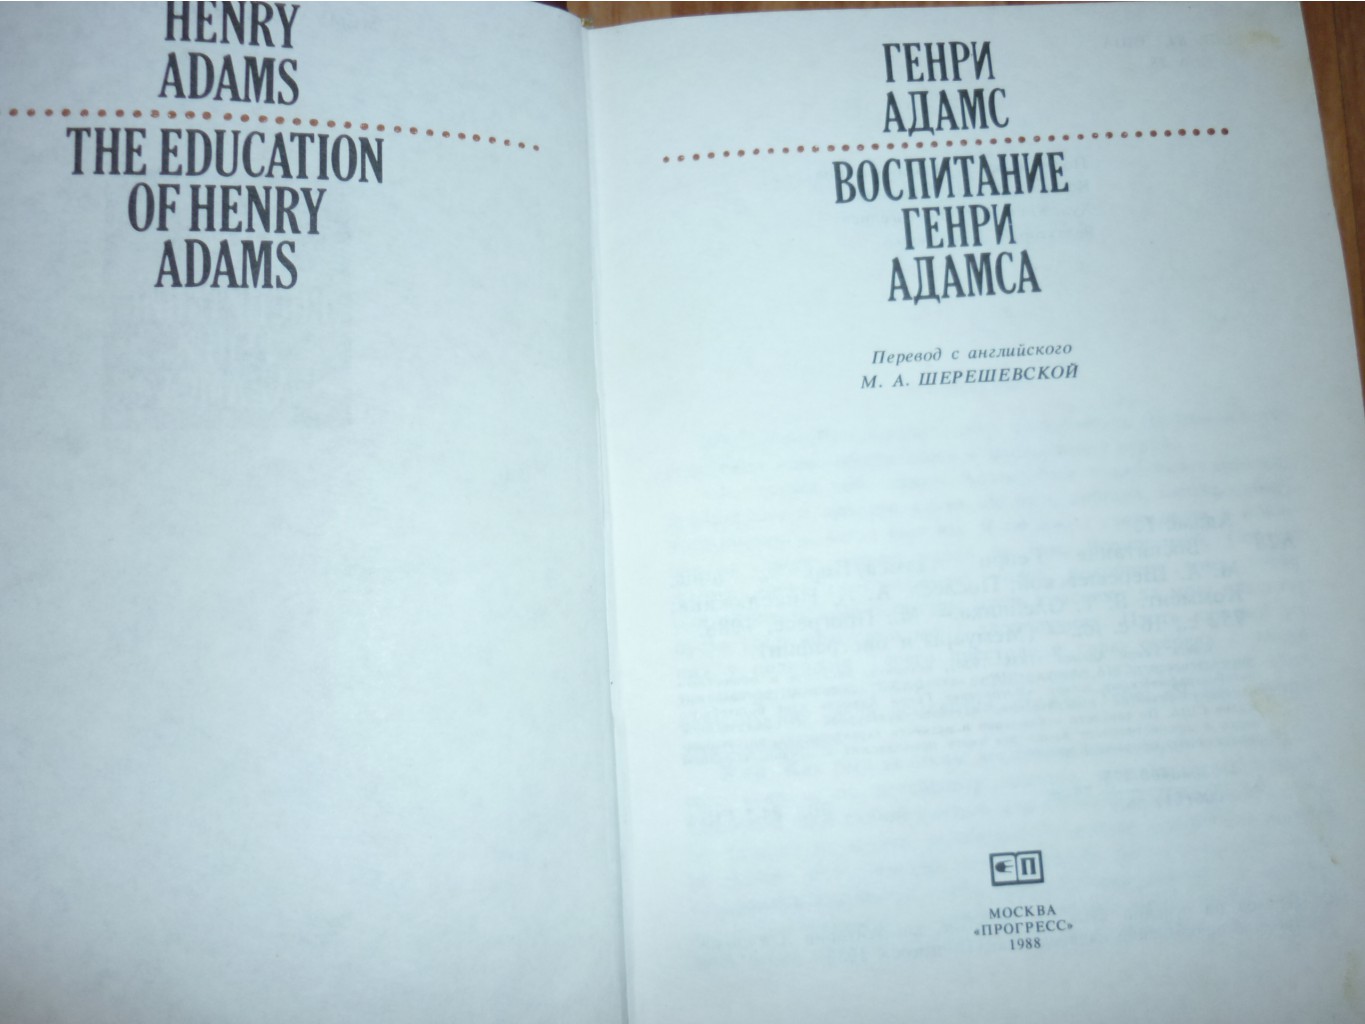 HENRY
ADAMS
THE EDUCATION
OF HENRY
ADAMS
ГЕНРИ
АДАМС
ВОСПИТАНИЕ
ГЕНРИ
АДАМСА
Перевод с английского
М. А. ШЕРЕШЕВСКОЙ
П
МОСКВА
«ПРОГРЕСС»
1988